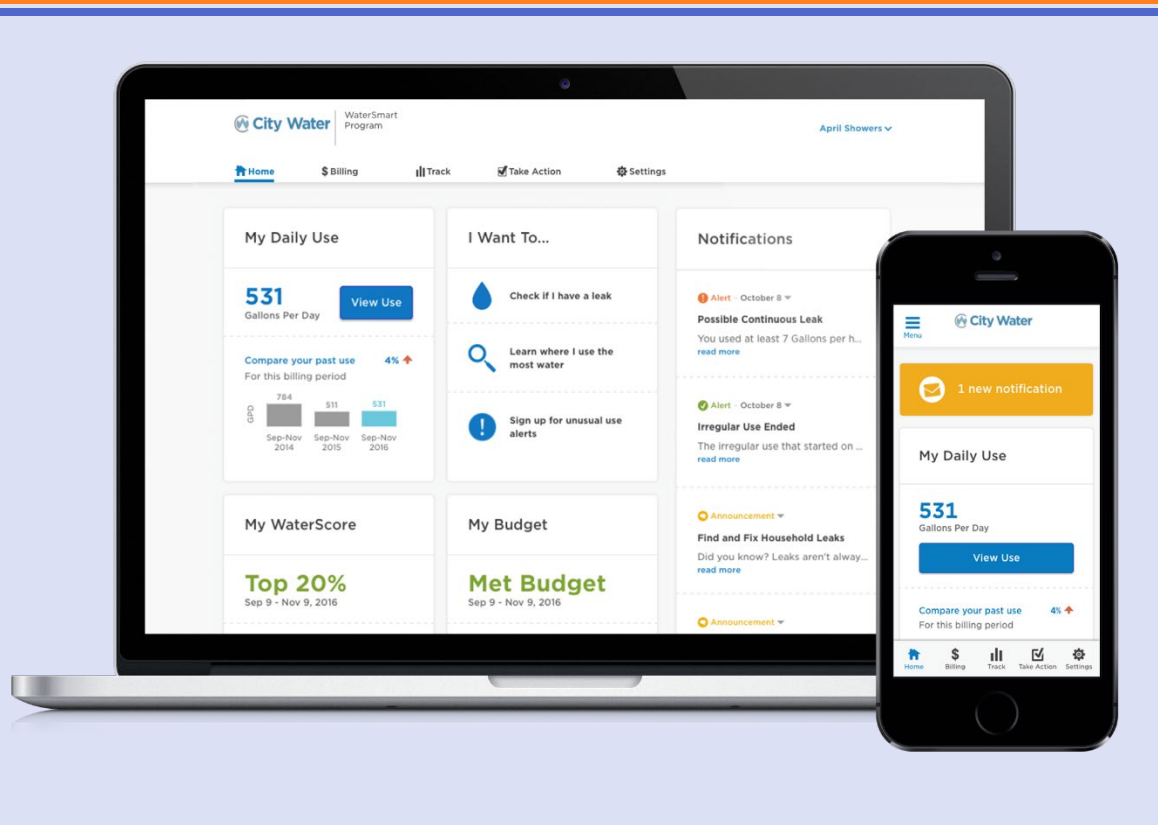 City Water
WaterSmart
Program
April Showers
Home
$ Billing
Track
Take Action
Settings
My Daily Use
531
Gallons Per Day
View Use
Compare your past use 4%
For this billing period
GPD
784
511
531
Sep-Nov
2014
Sep-Nov
2015
Sep-Nov
2016
I Want To...
Check if I have a leak
Learn where I use the
most water
Sign up for unusual use
alerts
Notifications
Alert - October 8
Possible Continuous Leak
You used at least 7 Gallons per h...
read more
Alert - October 8
Irregular Use Ended
The irregular use that started on ...
read more
Announcement
Find and Fix Household Leaks
Did you know? Leaks aren't alway...
read more
Announcement
My WaterScore
Top 20%
Sep 9 - Nov 9, 2016
My Budget
Met Budget
Sep 9 - Nov 9, 2016
Menu
City Water
1 new notification
My Daily Use
531
Gallons Per Day
View Use
Compare your past use 4%
For this billing period
Home
$
Billing
Track
Take Action
Settings